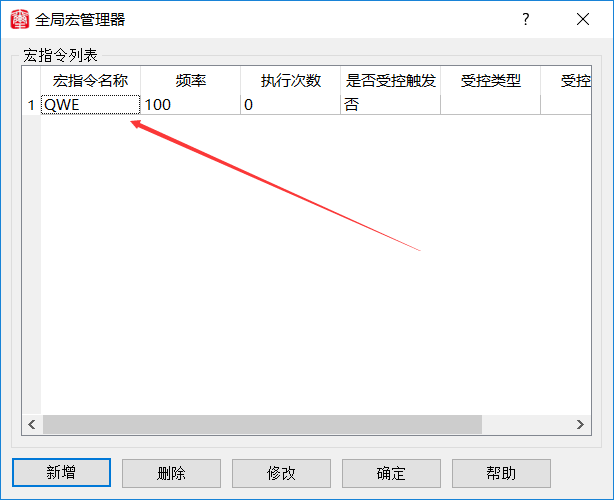 全局宏管理器
?
宏指令列表
宏指令名称 频率 执行次数 是否受控触发 受控类型 受控
1 QWE 100 0 否
新增 删除 修改 确定 帮助